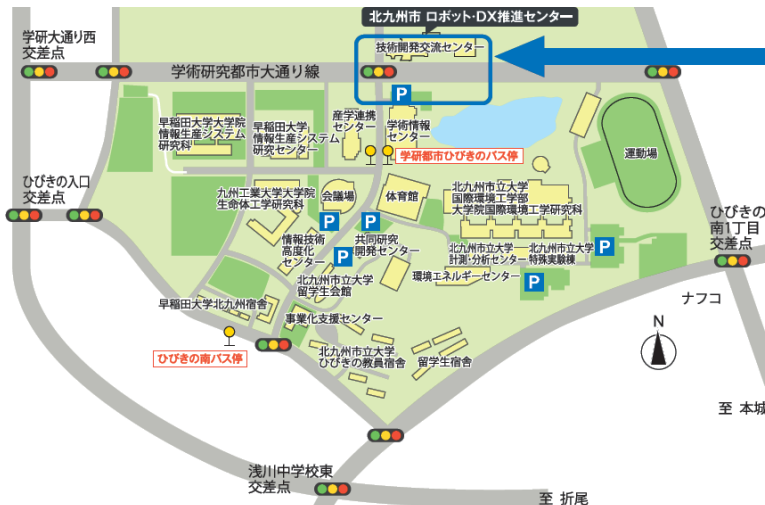 北九州市 ロボット・DX推進センター
学研大通り西
交差点
技術開発交流センター
学術研究都市大通り線
P
早稲田大学大学院
情報生産システム
研究科
早稲田大学
情報生産システム
研究センター
産学連携
センター
学術情報
センター
学研都市ひびきのバス停
運動場
ひびきの入口
交差点
九州工業大学大学院
生命体工学研究科
会議場
体育館
北九州市立大学
国際環境工学部
大学院国際環境工学研究科
ひびきの
南1丁目
交差点
P
P
情報技術
高度化
センター
共同研究
開発センター
P
北九州市立大学
計測・分析センター
北九州市立大学
特殊実験棟
P
環境エネルギーセンター
P
北九州市立大学
留学生会館
ナフコ
早稲田大学北九州宿舎
事業化支援センター
N
ひびきの南バス停
北九州市立大学
ひびきの教員宿舎
留学生宿舎
至 本城
浅川中学校東
交差点
至 折尾